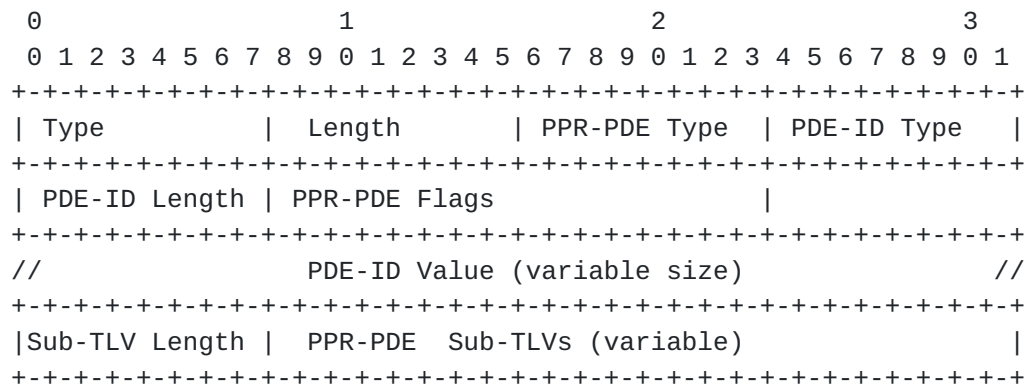 0                   1                   2                   3
 0 1 2 3 4 5 6 7 8 9 0 1 2 3 4 5 6 7 8 9 0 1 2 3 4 5 6 7 8 9 0 1
+-+-+-+-+-+-+-+-+-+-+-+-+-+-+-+-+-+-+-+-+-+-+-+-+-+-+-+-+-+-+-+-+
| Type          |  Length       | PPR-PDE Type  | PDE-ID Type   |
+-+-+-+-+-+-+-+-+-+-+-+-+-+-+-+-+-+-+-+-+-+-+-+-+-+-+-+-+-+-+-+-+
| PDE-ID Length | PPR-PDE Flags                 |
+-+-+-+-+-+-+-+-+-+-+-+-+-+-+-+-+-+-+-+-+-+-+-+-+-+-+-+-+-+-+-+-+
//                 PDE-ID Value (variable size)                //
+-+-+-+-+-+-+-+-+-+-+-+-+-+-+-+-+-+-+-+-+-+-+-+-+-+-+-+-+-+-+-+-+
|Sub-TLV Length |  PPR-PDE  Sub-TLVs (variable)                 |
+-+-+-+-+-+-+-+-+-+-+-+-+-+-+-+-+-+-+-+-+-+-+-+-+-+-+-+-+-+-+-+-+